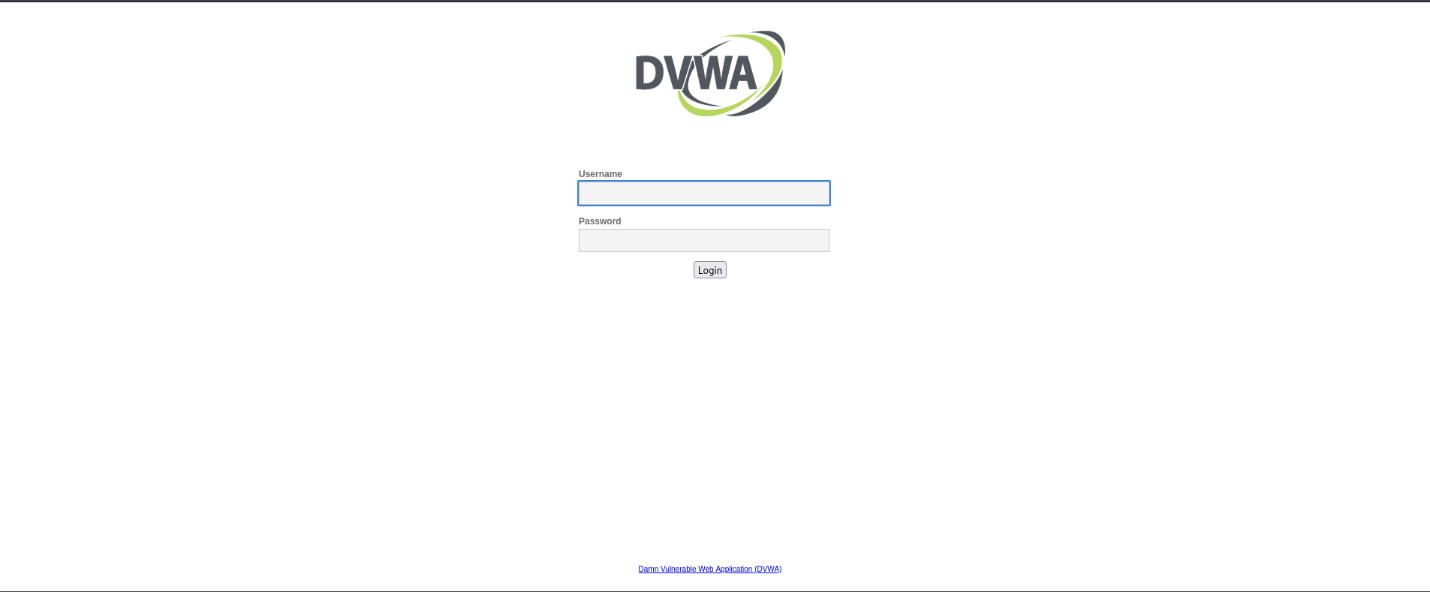 DVWA
Username
Password
Login
Damn Vulnerable Web Application (DVWA)